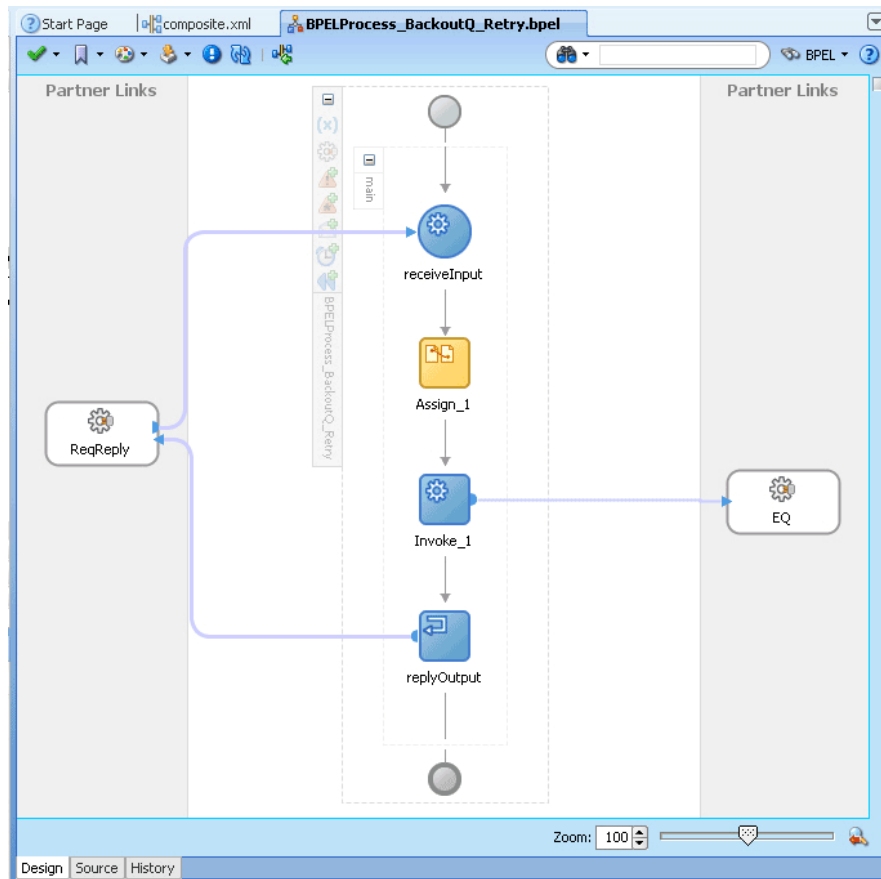 Start Page composite.xml BPELProcess_BackoutQ_Retry.bpel
BPEL
Partner Links
Partner Links
(x)
main
receiveInput
BPELProcess_BackoutQ_Retry
Assign_1
ReqReply
EQ
Invoke_1
replyOutput
Zoom: 100
Design Source History